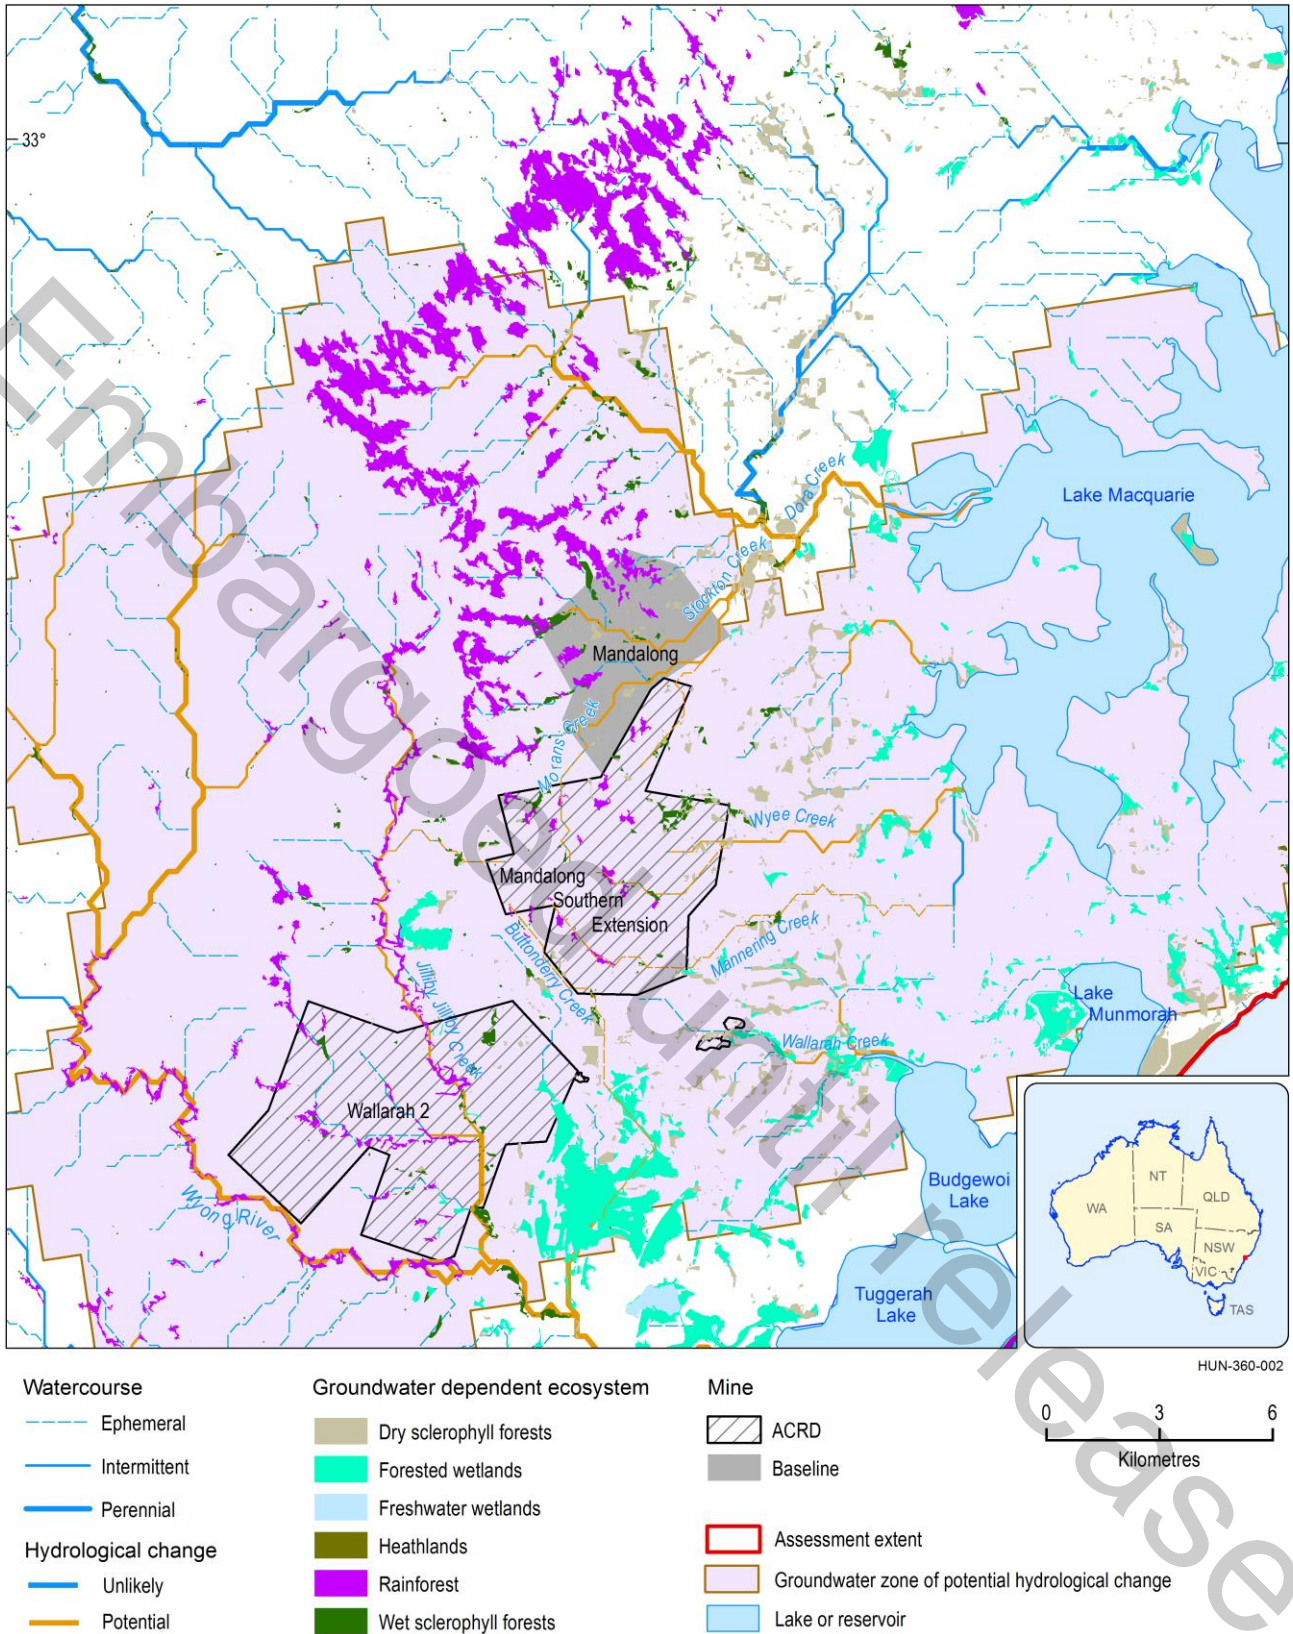 33°
Lake Macquarie
Dora Creek
Stockton Creek
Mandalong
Morans Creek
Wyee Creek
Mandalong
Southern
Extension
Buttonderry Creek
Mannering Creek
Jilliby Jilliby Creek
Lake
Munmorah
Wallarah Creek
Wallarah 2
Wyong River
Budgewoi
Lake
Tuggerah
Lake
WA
NT
QLD
SA
NSW
VIC
TAS
HUN-360-002
Embargoed until release
Watercourse
Ephemeral
Intermittent
Perennial
Hydrological change
Unlikely
Potential
Groundwater dependent ecosystem
Dry sclerophyll forests
Forested wetlands
Freshwater wetlands
Heathlands
Rainforest
Wet sclerophyll forests
Mine
ACRD
Baseline
Assessment extent
Groundwater zone of potential hydrological change
Lake or reservoir
0 3 6
Kilometres